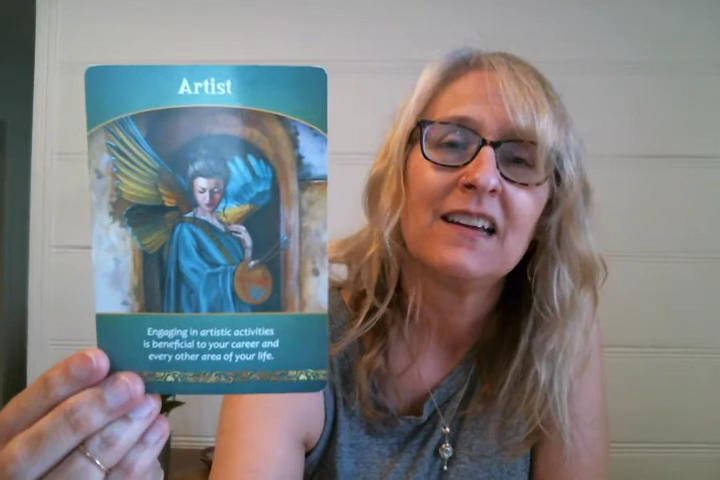 Artist
Engaging in artistic activities
is beneficial to your career and
every other area of your life.